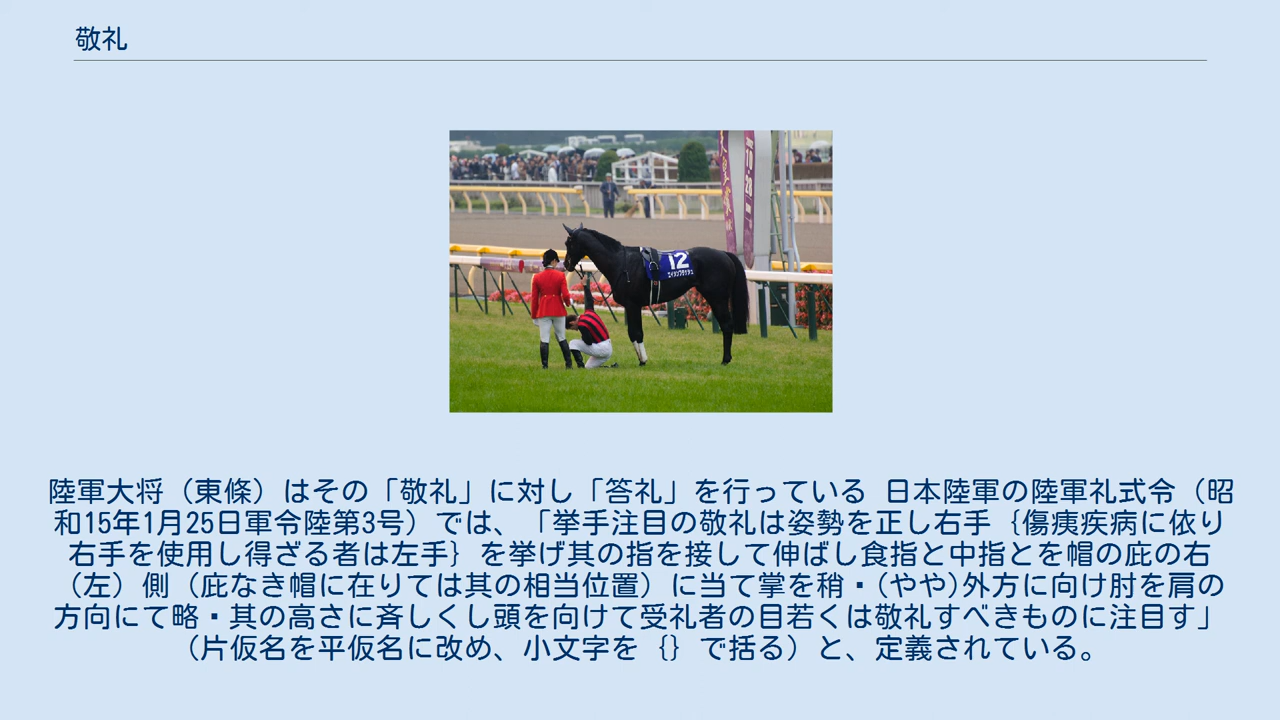 敬礼
12
エイシンフラッシュ
陸軍大将（東條）はその「敬礼」に対し「答礼」を行っている 日本陸軍の陸軍礼式令（昭
和15年1月25日軍令陸第3号）では、「挙手注目の敬礼は姿勢を正し右手｛傷痍疾病に依り
右手を使用し得ざる者は左手｝を挙げ其の指を接して伸ばし食指と中指とを帽の庇の右
（左）側（庇なき帽に在りては其の相当位置）に当て掌を稍・(やや)外方に向け肘を肩の
方向にて略・其の高さに斉しくし頭を向けて受礼者の目若くは敬礼すべきものに注目す」
（片仮名を平仮名に改め、小文字を｛｝で括る）と、定義されている。